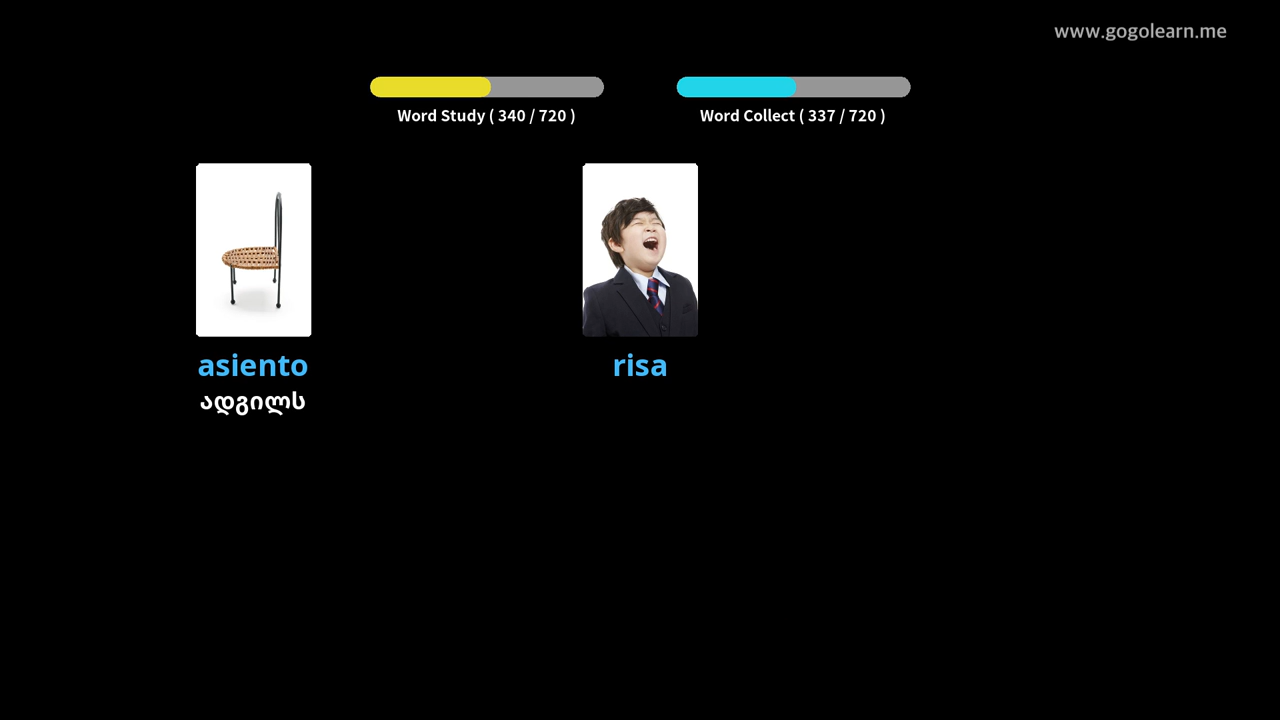 www.gogolearn.me
Word Study ( 340 / 720 )
Word Collect ( 337 / 720 )
asiento
risa
ადგილს